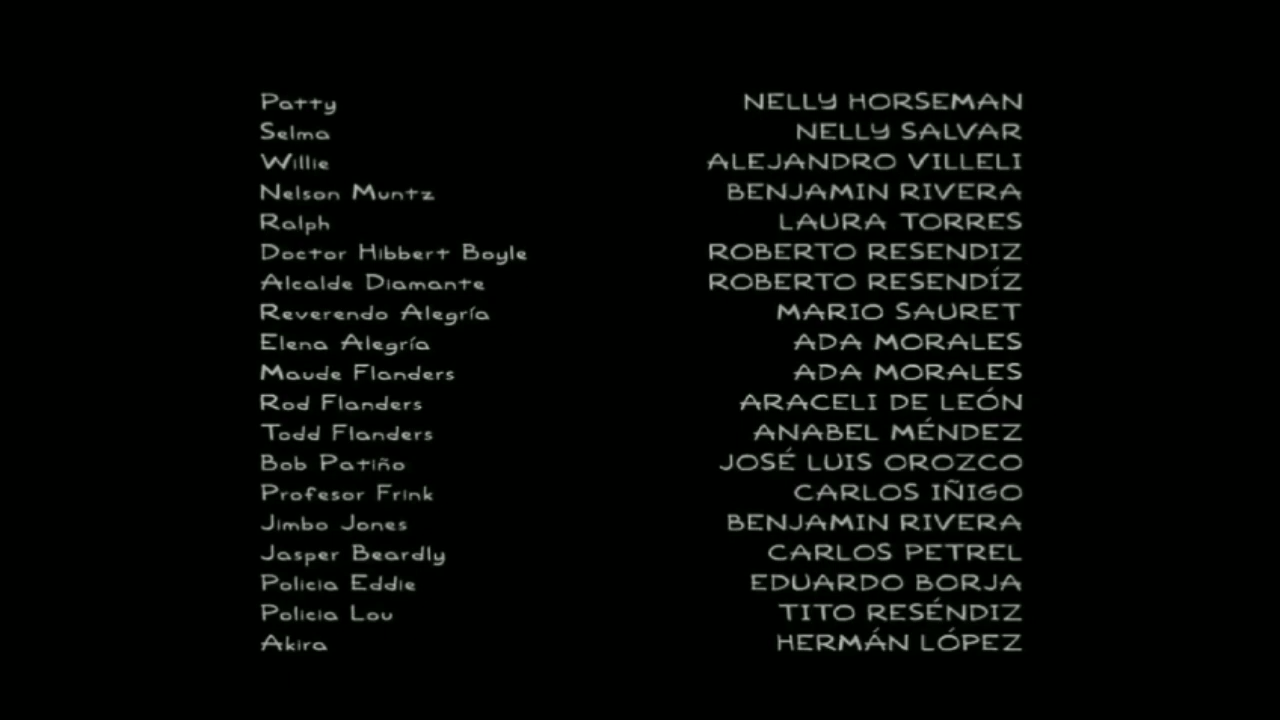 Patty NELLY HORSEMAN
Selma NELLY SALVAR
Willie ALEJANDRO VILLELI
Nelson Muntz BENJAMIN RIVERA
Ralph LAURA TORRES
Doctor Hibbert Boyle ROBERTO RESENDIZ
Alcalde Diamante ROBERTO RESENDÍZ
Reverendo Alegría MARIO SAURET
Elena Alegría ADA MORALES
Maude Flanders ADA MORALES
Rod Flanders ARACELI DE LEÓN
Todd Flanders ANABEL MÉNDEZ
Bob Patiño JOSÉ LUIS OROZCO
Profesor Frink CARLOS IÑIGO
Jimbo Jones BENJAMIN RIVERA
Jasper Beardly CARLOS PETREL
Policia Eddie EDUARDO BORJA
Policia Lou TITO RESÉNDIZ
Akira HERMÁN LÓPEZ